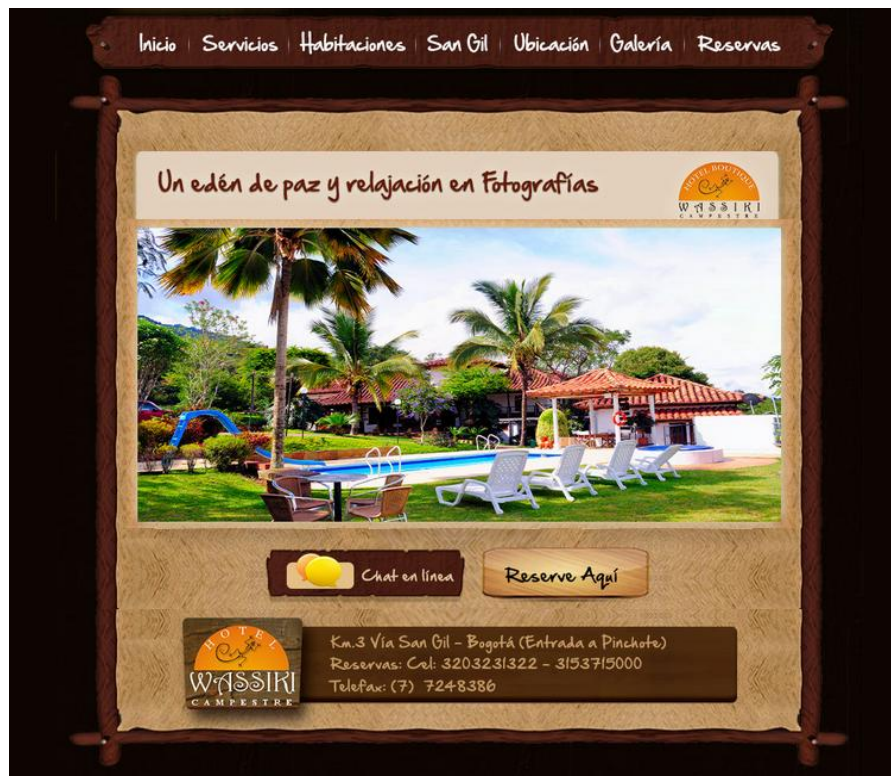 Inicio Servicios Habitaciones San Gil Ubicación Galería Reservas
Un edén de paz y relajación en Fotografías
HOTEL BOUTIQUE
WASSIKI
CAMPESTRE
Chat en línea
Reserve Aquí
HOTEL
WASSIKI
CAMPESTRE
Km.3 Vía San Gil - Bogotá (Entrada a Pinchote)
Reservas: Cel: 3203231322 - 3153715000
Telefax: (7) 7248386